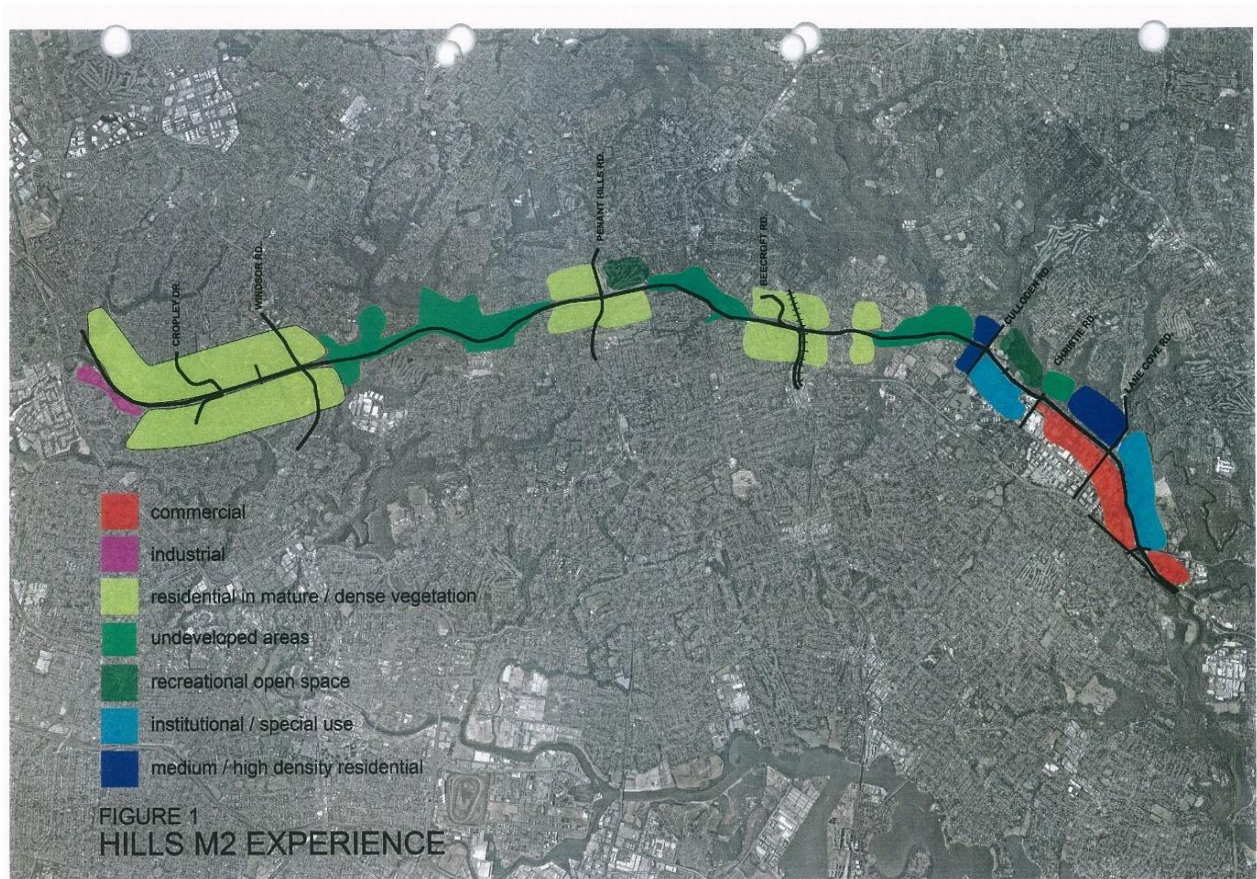 PENANT HILLS RD.
BEECROFT RD.
WINDSOR RD.
CROPLEY DR.
CULLODEN RD.
CHRISTIE RD.
LANE COVE RD.
commercial
industrial
residential in mature / dense vegetation
undeveloped areas
recreational open space
institutional / special use
medium / high density residential
FIGURE 1
HILLS M2 EXPERIENCE